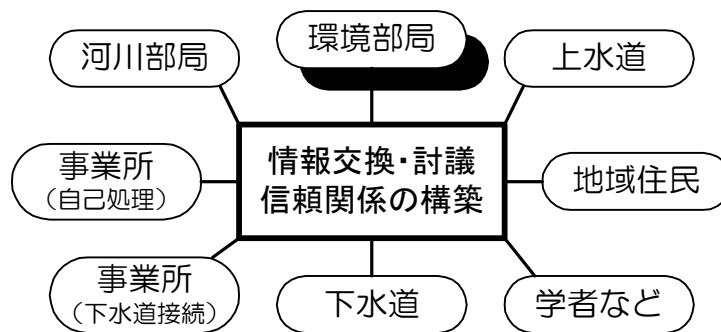 河川部局
環境部局
上水道
事業所
（自己処理）
情報交換・討議
信頼関係の構築
地域住民
事業所
（下水道接続）
下水道
学者など